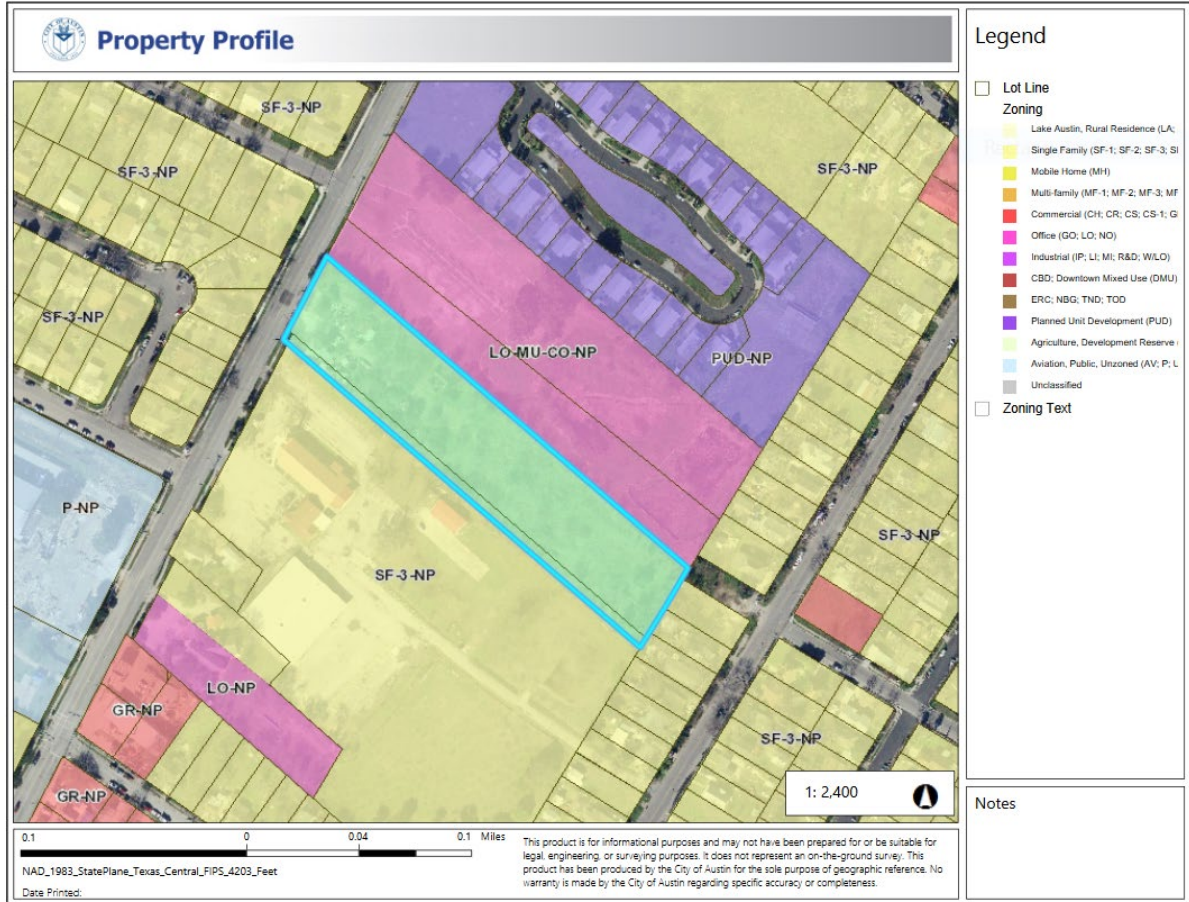 CITY OF AUSTIN
Property Profile
SF-3-NP
SF-3-NP
SF-3-NP
SF-3-NP
LO-MU-CO-NP
PUD-NP
P-NP
SF-3-NP
SF-3-NP
LO-NP
GR-NP
SF-3-NP
GR-NP
1: 2,400
Legend
Lot Line
Zoning
Lake Austin, Rural Residence (LA;
Single Family (SF-1; SF-2; SF-3; SI
Mobile Home (MH)
Multi-family (MF-1; MF-2; MF-3; MF
Commercial (CH; CR; CS; CS-1; GI
Office (GO; LO; NO)
Industrial (IP; LI; MI; R&D; W/LO)
CBD; Downtown Mixed Use (DMU)
ERC; NBG; TND; TOD
Planned Unit Development (PUD)
Agriculture, Development Reserve
Aviation, Public, Unzoned (AV; P; U
Unclassified
Zoning Text
Notes
0.1 0 0.04 0.1 Miles
NAD_1983_StatePlane_Texas_Central_FIPS_4203_Feet
Date Printed:
This product is for informational purposes and may not have been prepared for or be suitable for
legal, engineering, or surveying purposes. It does not represent an on-the-ground survey. This
product has been produced by the City of Austin for the sole purpose of geographic reference. No
warranty is made by the City of Austin regarding specific accuracy or completeness.